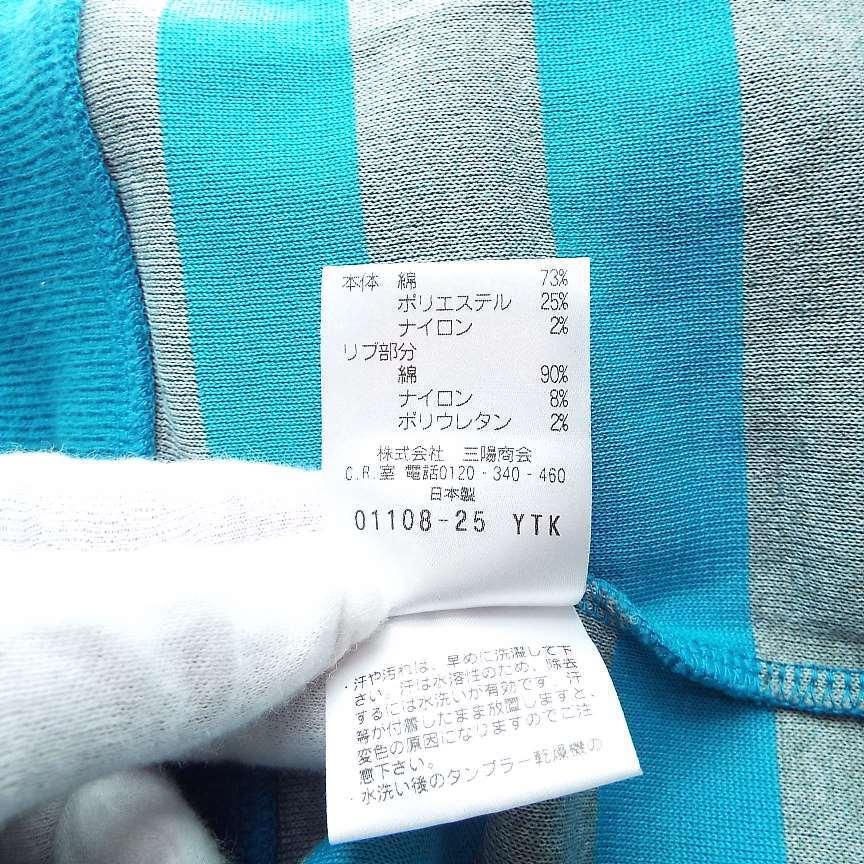 本体 綿 73%
ポリエステル 25%
ナイロン 2%
リブ部分
綿 90%
ナイロン 8%
ポリウレタン 2%
株式会社 三陽商会
C.R.室 電話0120-340-460
日本製
01108-25 YTK
・汗や汚れは、早めに洗濯して下
さい。汗は水溶性のため、除去
するには水洗いが有効です。汗
等が付着したまま放置しますと、
変色の原因になりますのでご注
意下さい。
・水洗い後のタンブラー乾燥機の